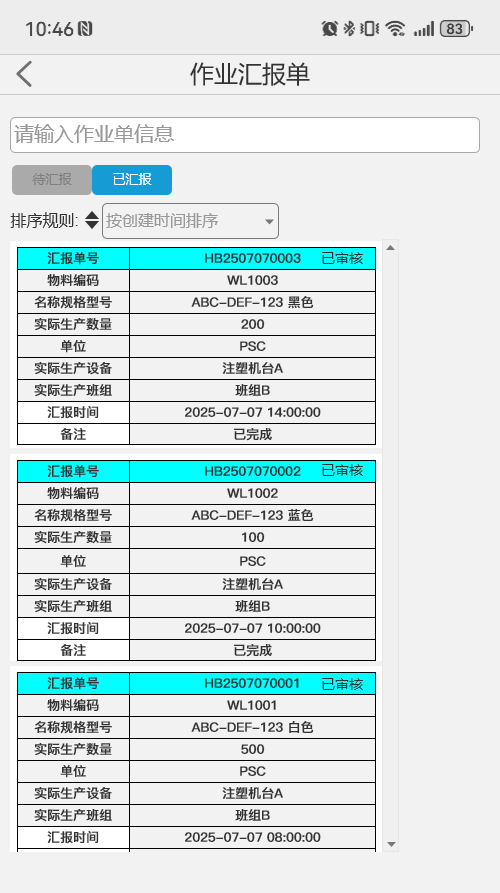 10:46 83
作业汇报单
请输入作业单信息
待汇报 已汇报
排序规则: 按创建时间排序
汇报单号 HB2507070003 已审核
物料编码 WL1003
名称规格型号 ABC-DEF-123 黑色
实际生产数量 200
单位 PSC
实际生产设备 注塑机台A
实际生产班组 班组B
汇报时间 2025-07-07 14:00:00
备注 已完成
汇报单号 HB2507070002 已审核
物料编码 WL1002
名称规格型号 ABC-DEF-123 蓝色
实际生产数量 100
单位 PSC
实际生产设备 注塑机台A
实际生产班组 班组B
汇报时间 2025-07-07 10:00:00
备注 已完成
汇报单号 HB2507070001 已审核
物料编码 WL1001
名称规格型号 ABC-DEF-123 白色
实际生产数量 500
单位 PSC
实际生产设备 注塑机台A
实际生产班组 班组B
汇报时间 2025-07-07 08:00:00